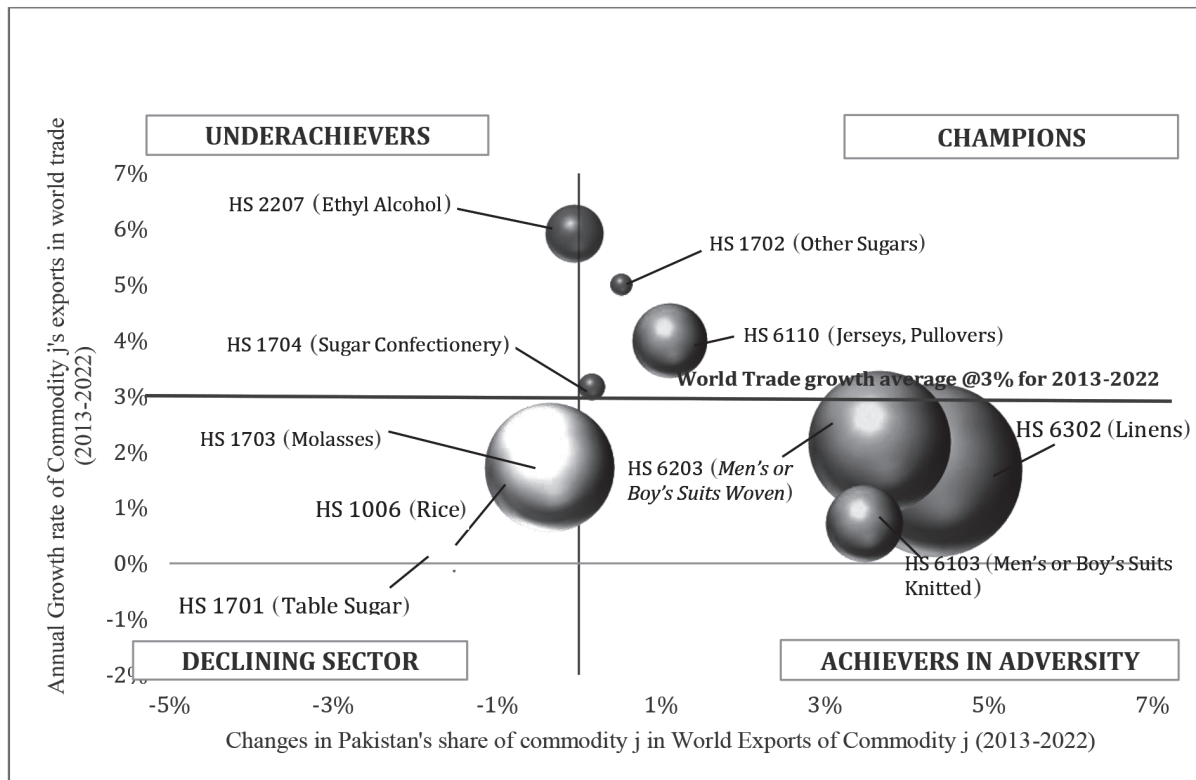 UNDERACHIEVERS
CHAMPIONS
Annual Growth rate of Commodity j's exports in world trade
(2013-2022)
7%
6%
5%
4%
3%
2%
1%
0%
-1%
-2%
HS 2207 (Ethyl Alcohol)
HS 1702 (Other Sugars)
HS 1704 (Sugar Confectionery)
HS 6110 (Jerseys, Pullovers)
World Trade growth average @3% for 2013-2022
HS 1703 (Molasses)
HS 6203 (Men's or
Boy's Suits Woven)
HS 6302 (Linens)
HS 1006 (Rice)
HS 6103 (Men's or Boy's Suits
Knitted)
HS 1701 (Table Sugar)
DECLINING SECTOR
ACHIEVERS IN ADVERSITY
-5%
-3%
-1%
1%
3%
5%
7%
Changes in Pakistan's share of commodity j in World Exports of Commodity j (2013-2022)